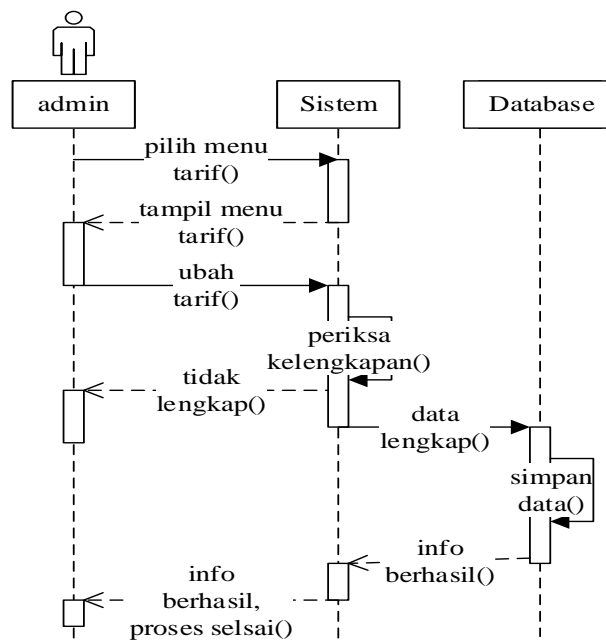 admin
Sistem
Database
pilih menu
tarif()
tampil menu
tarif()
ubah
tarif()
periksa
kelengkapan()
tidak
lengkap()
data
lengkap()
simpan
data()
info
berhasil()
info
berhasil,
proses selsai()